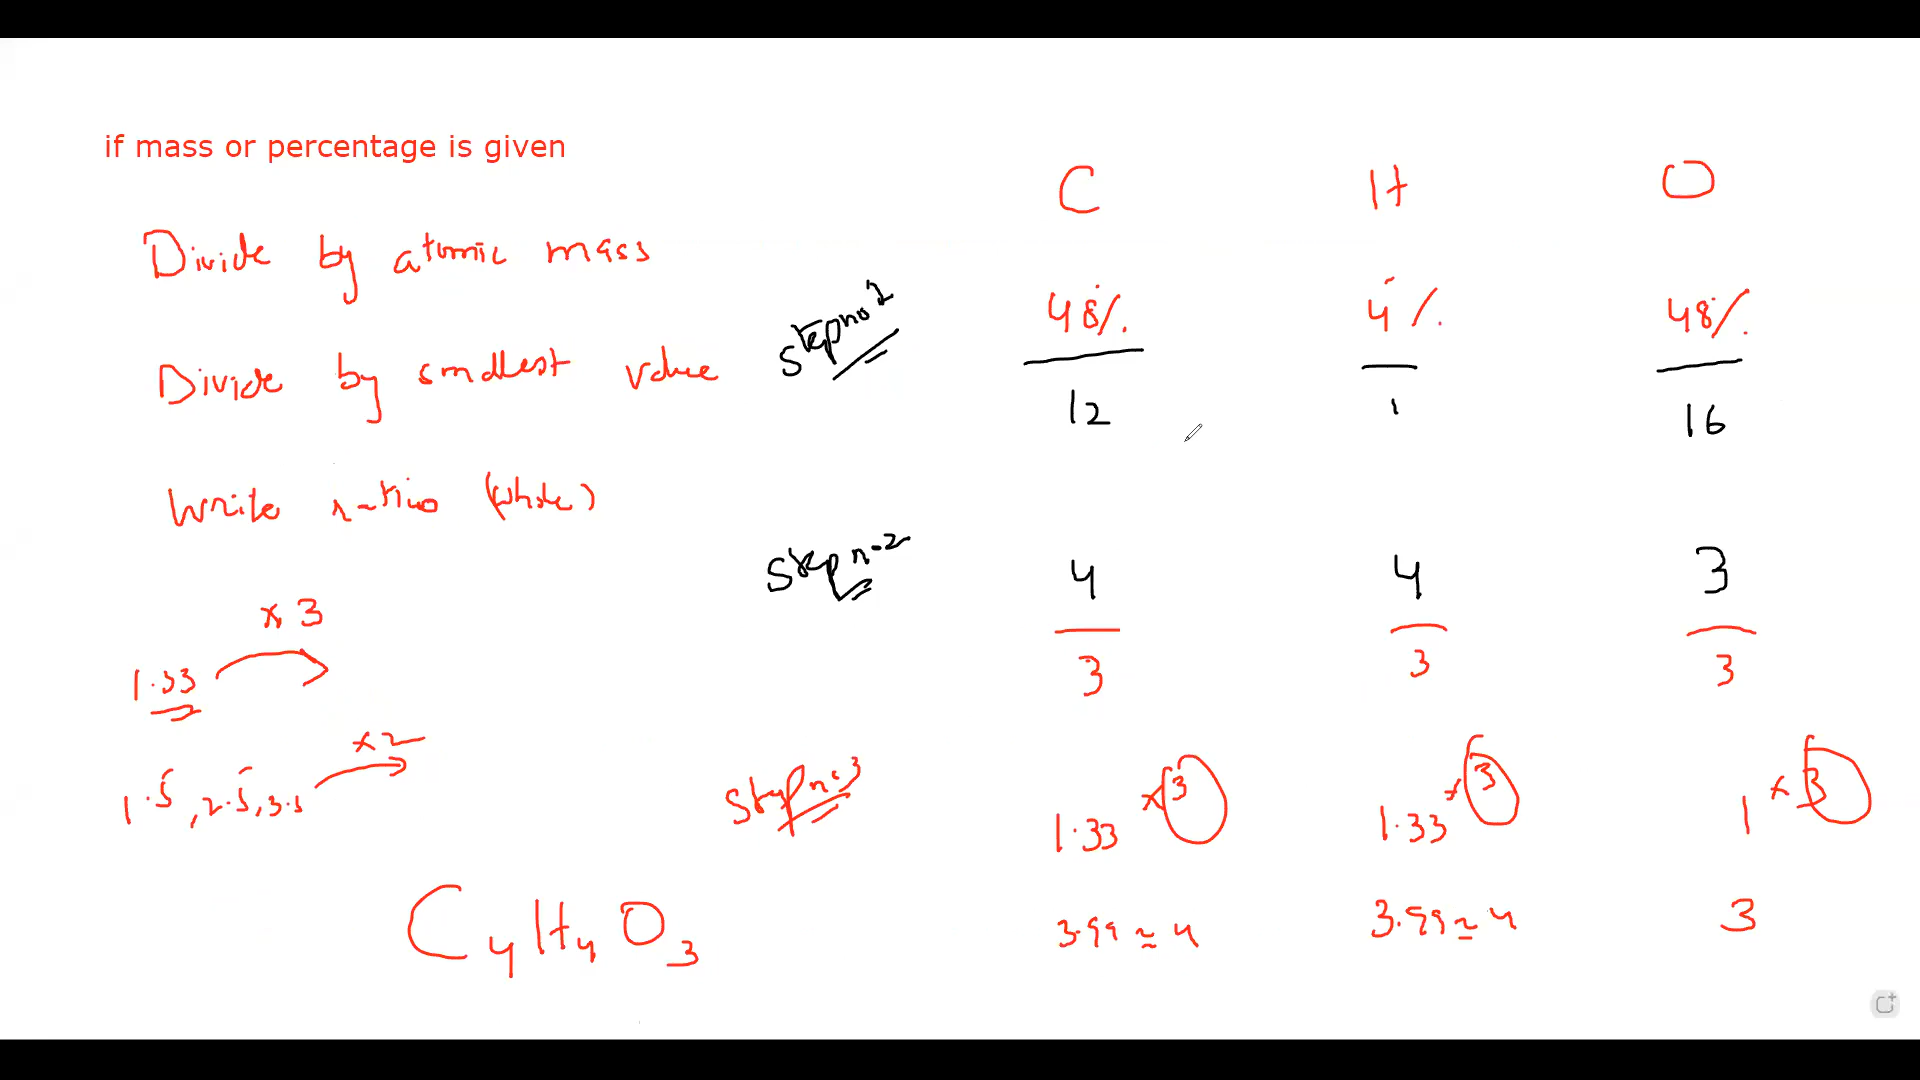 if mass or percentage is given
C H O
Divide by atomic mass
Step no 1 48% 4% 48%
12 1 16
Divide by smallest value
Write ratios (whole)
Step no 2 4 4 3
3 3 3
× 3
1.33
× 2
1.5, 2.5, 3.5
Step no 3 1.33 × 3 1.33 × 3 1 × 3
3.99 ≃ 4 3.99 ≃ 4 3
C4H4O3